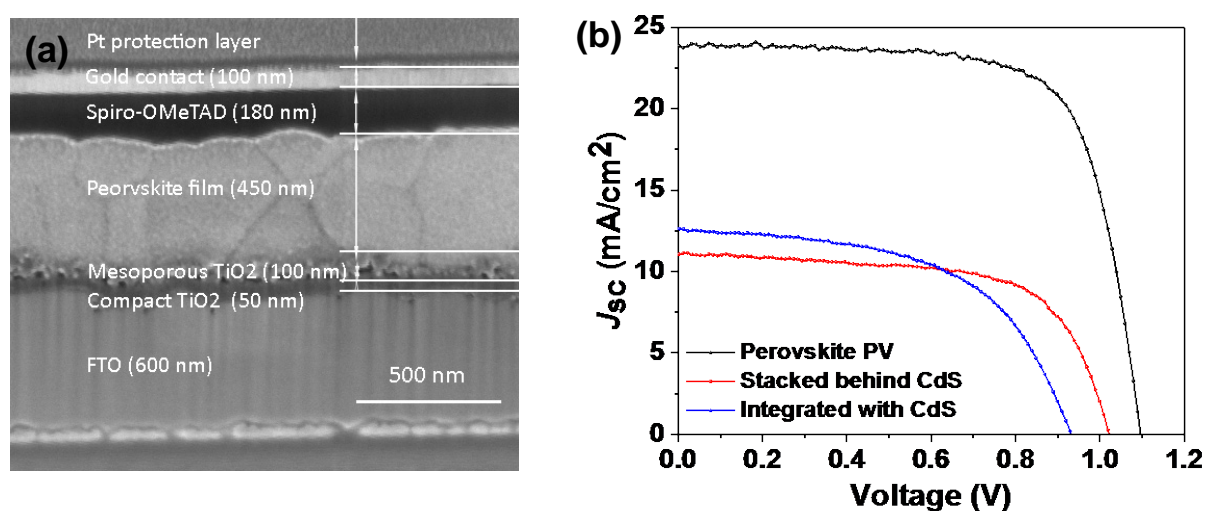 (a)
Pt protection layer
Gold contact (100 nm)
Spiro-OMeTAD (180 nm)
Peorvskite film (450 nm)
Mesoporous TiO2 (100 nm)
Compact TiO2 (50 nm)
FTO (600 nm)
500 nm
(b)
25
20
15
10
5
0
Jsc (mA/cm²)
Perovskite PV
Stacked behind CdS
Integrated with CdS
0.0 0.2 0.4 0.6 0.8 1.0 1.2
Voltage (V)